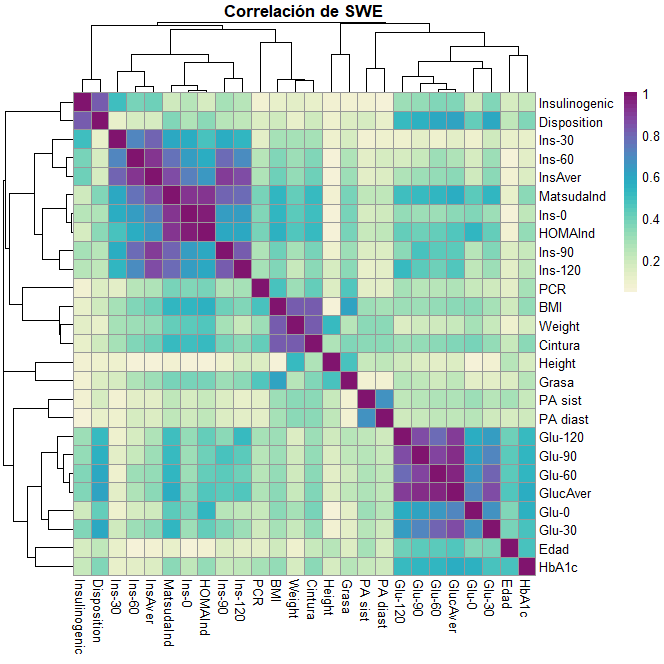 Correlación de SWE
Insulinogenic
Disposition
Ins-30
Ins-60
InsAver
MatsudaInd
Ins-0
HOMAInd
Ins-90
Ins-120
PCR
BMI
Weight
Cintura
Height
Grasa
PA sist
PA diast
Glu-120
Glu-90
Glu-60
GlucAver
Glu-0
Glu-30
Edad
HbA1c
1
0.8
0.6
0.4
0.2
Insulinogenic
Disposition
Ins-30
Ins-60
InsAver
MatsudaInd
Ins-0
HOMAInd
Ins-90
Ins-120
PCR
BMI
Weight
Cintura
Height
Grasa
PA sist
PA diast
Glu-120
Glu-90
Glu-60
GlucAver
Glu-0
Glu-30
Edad
HbA1c